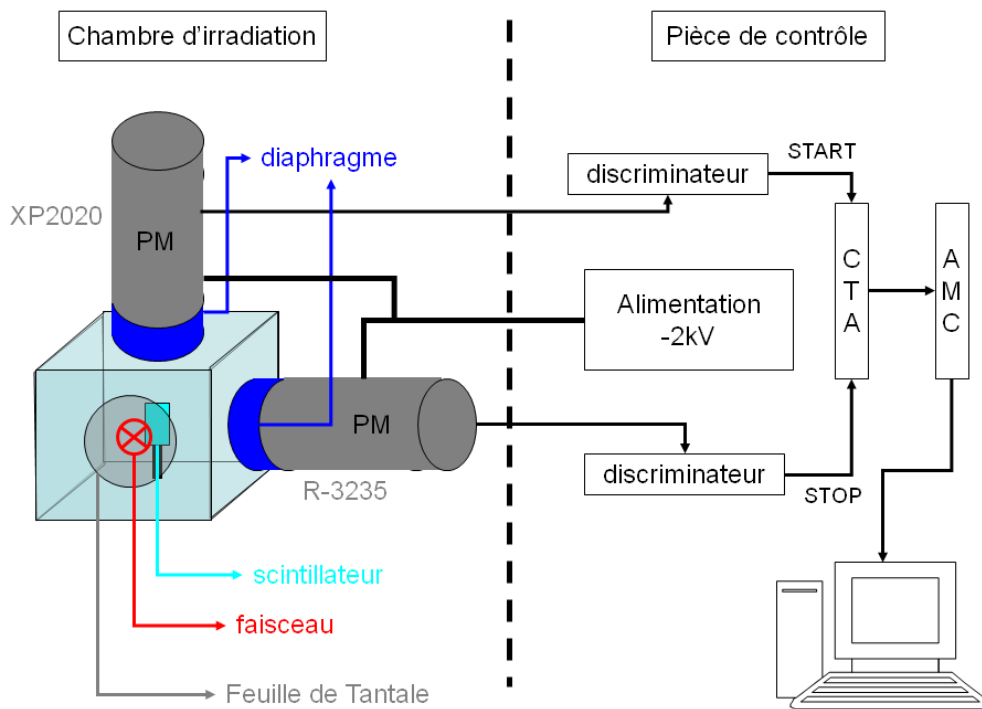 Chambre d'irradiation
Pièce de contrôle
diaphragme
discriminateur
START
XP2020
PM
C
T
A
A
M
C
Alimentation
-2kV
PM
R-3235
discriminateur
STOP
scintillateur
faisceau
Feuille de Tantale